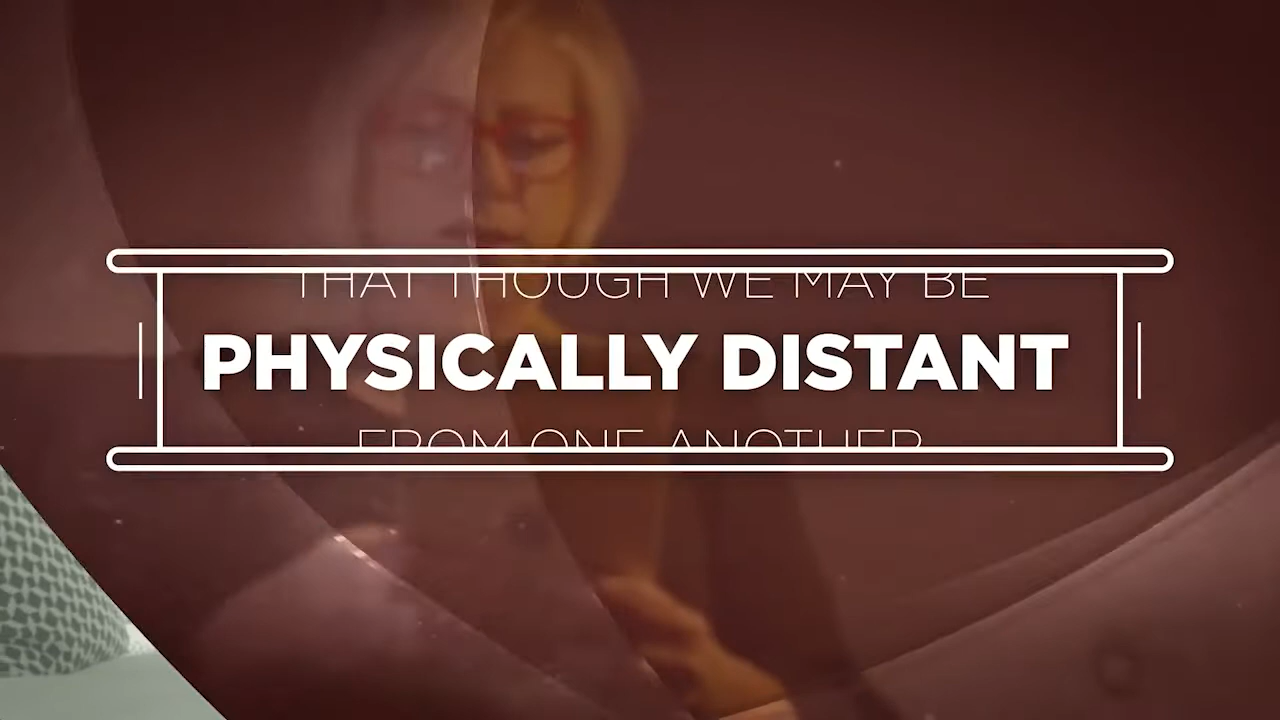 THAT THOUGH WE MAY BE
PHYSICALLY DISTANT
FROM ONE ANOTHER